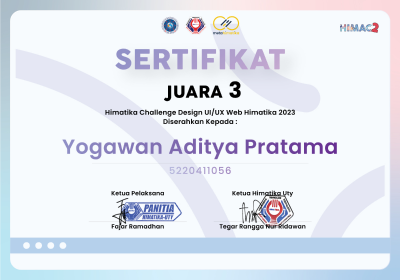 HIMAC2
SERTIFIKAT
JUARA 3
Himatika Challenge Design UI/UX Web Himatika 2023
Diserahkan Kepada :
Yogawan Aditya Pratama
5220411056
Ketua Pelaksana
Ketua Himatika Uty
PANITIA
HIMATIKA-UTY
Fajar Ramadhan
Tegar Rangga Nur Ridawan